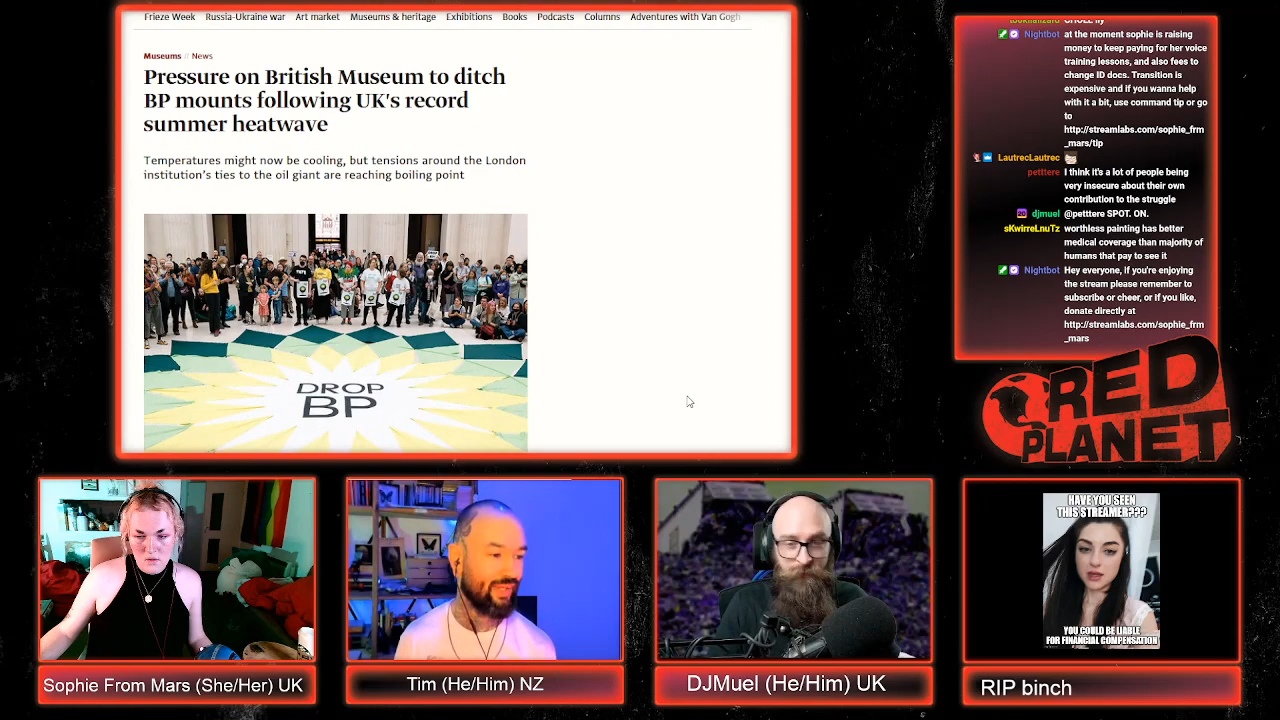 Frieze Week Russia-Ukraine war Art market Museums & heritage Exhibitions Books Podcasts Columns Adventures with Van Gogh
Museums // News
Pressure on British Museum to ditch
BP mounts following UK's record
summer heatwave
Temperatures might now be cooling, but tensions around the London
institution's ties to the oil giant are reaching boiling point
DROP
BP
Nightbot at the moment sophie is raising
money to keep paying for her voice
training lessons, and also fees to
change ID docs. Transition is
expensive and if you wanna help
with it a bit, use command tip or go
to
http://streamlabs.com/sophie_frm
_mars/tip
LautrecLautrec
petttere I think it's a lot of people being
very insecure about their own
contribution to the struggle
djmuel @petttere SPOT. ON.
sKwirreLnuTz worthless painting has better
medical coverage than majority of
humans that pay to see it
Nightbot Hey everyone, if you're enjoying
the stream please remember to
subscribe or cheer, or if you like,
donate directly at
http://streamlabs.com/sophie_frm
_mars
RED
PLANET
HAVE YOU SEEN
THIS STREAMER???
YOU COULD BE LIABLE
FOR FINANCIAL COMPENSATION
Sophie From Mars (She/Her) UK
Tim (He/Him) NZ
DJMuel (He/Him) UK
RIP binch